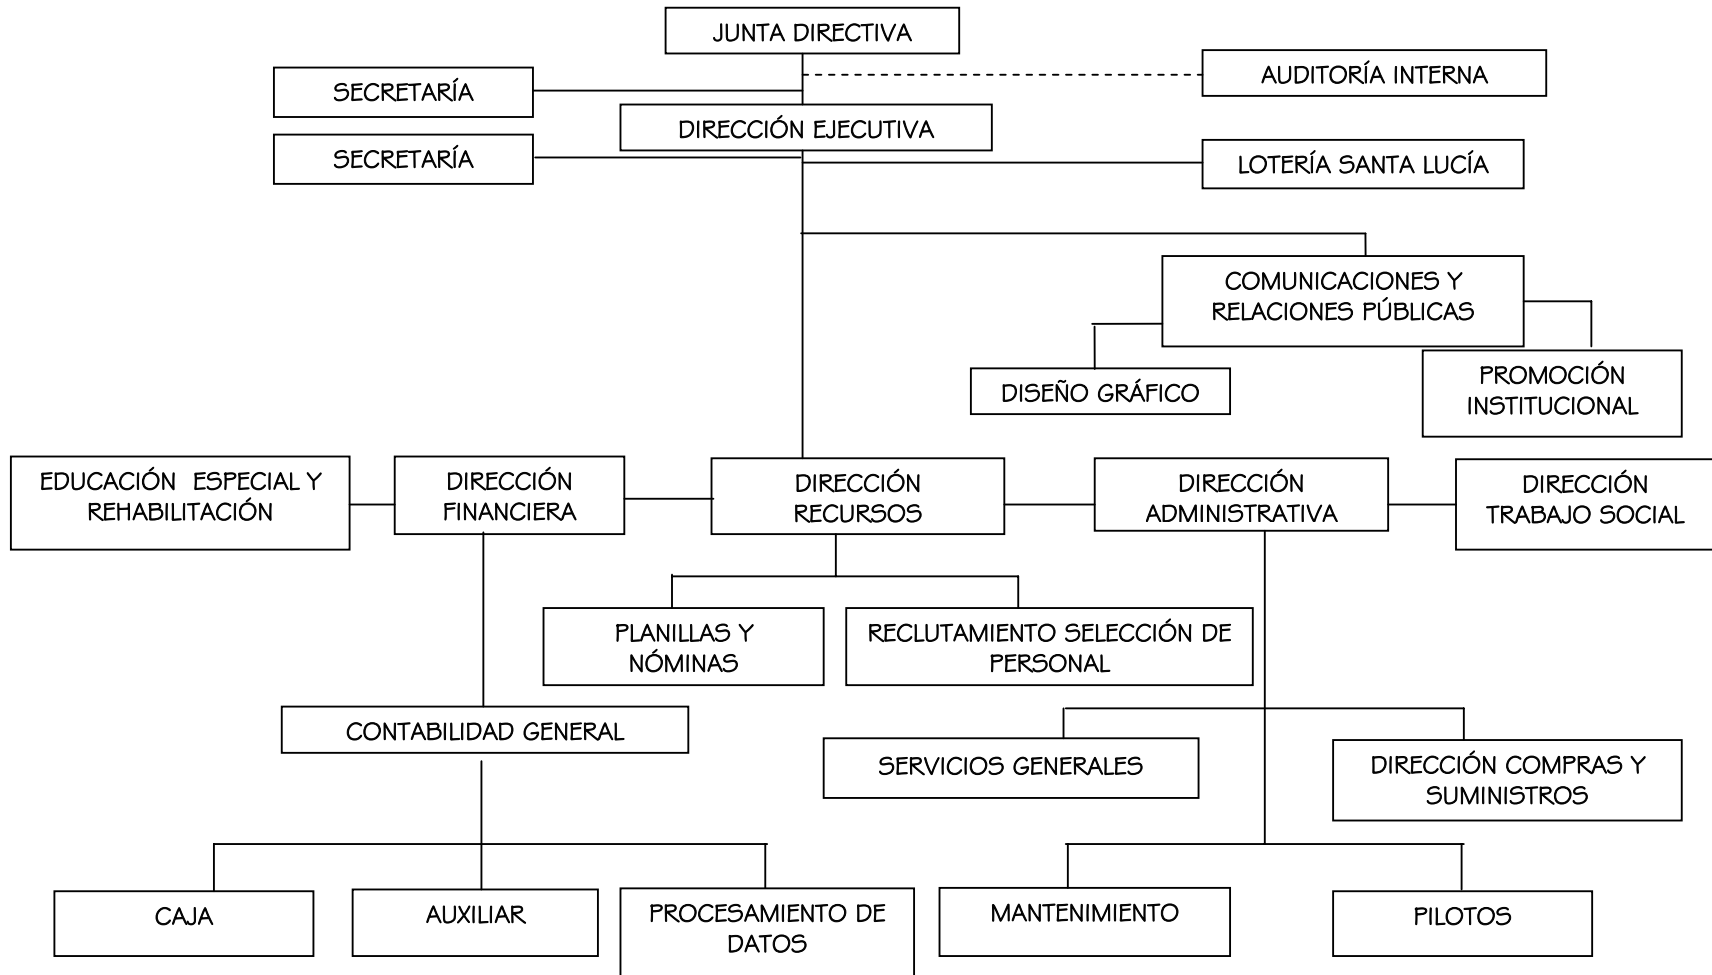 JUNTA DIRECTIVA
AUDITORÍA INTERNA
SECRETARÍA
DIRECCIÓN EJECUTIVA
SECRETARÍA
LOTERÍA SANTA LUCÍA
COMUNICACIONES Y
RELACIONES PÚBLICAS
DISEÑO GRÁFICO
PROMOCIÓN
INSTITUCIONAL
EDUCACIÓN ESPECIAL Y
REHABILITACIÓN
DIRECCIÓN
FINANCIERA
DIRECCIÓN
RECURSOS
DIRECCIÓN
ADMINISTRATIVA
DIRECCIÓN
TRABAJO SOCIAL
PLANILLAS Y
NÓMINAS
RECLUTAMIENTO SELECCIÓN DE
PERSONAL
CONTABILIDAD GENERAL
SERVICIOS GENERALES
DIRECCIÓN COMPRAS Y
SUMINISTROS
CAJA
AUXILIAR
PROCESAMIENTO DE
DATOS
MANTENIMIENTO
PILOTOS